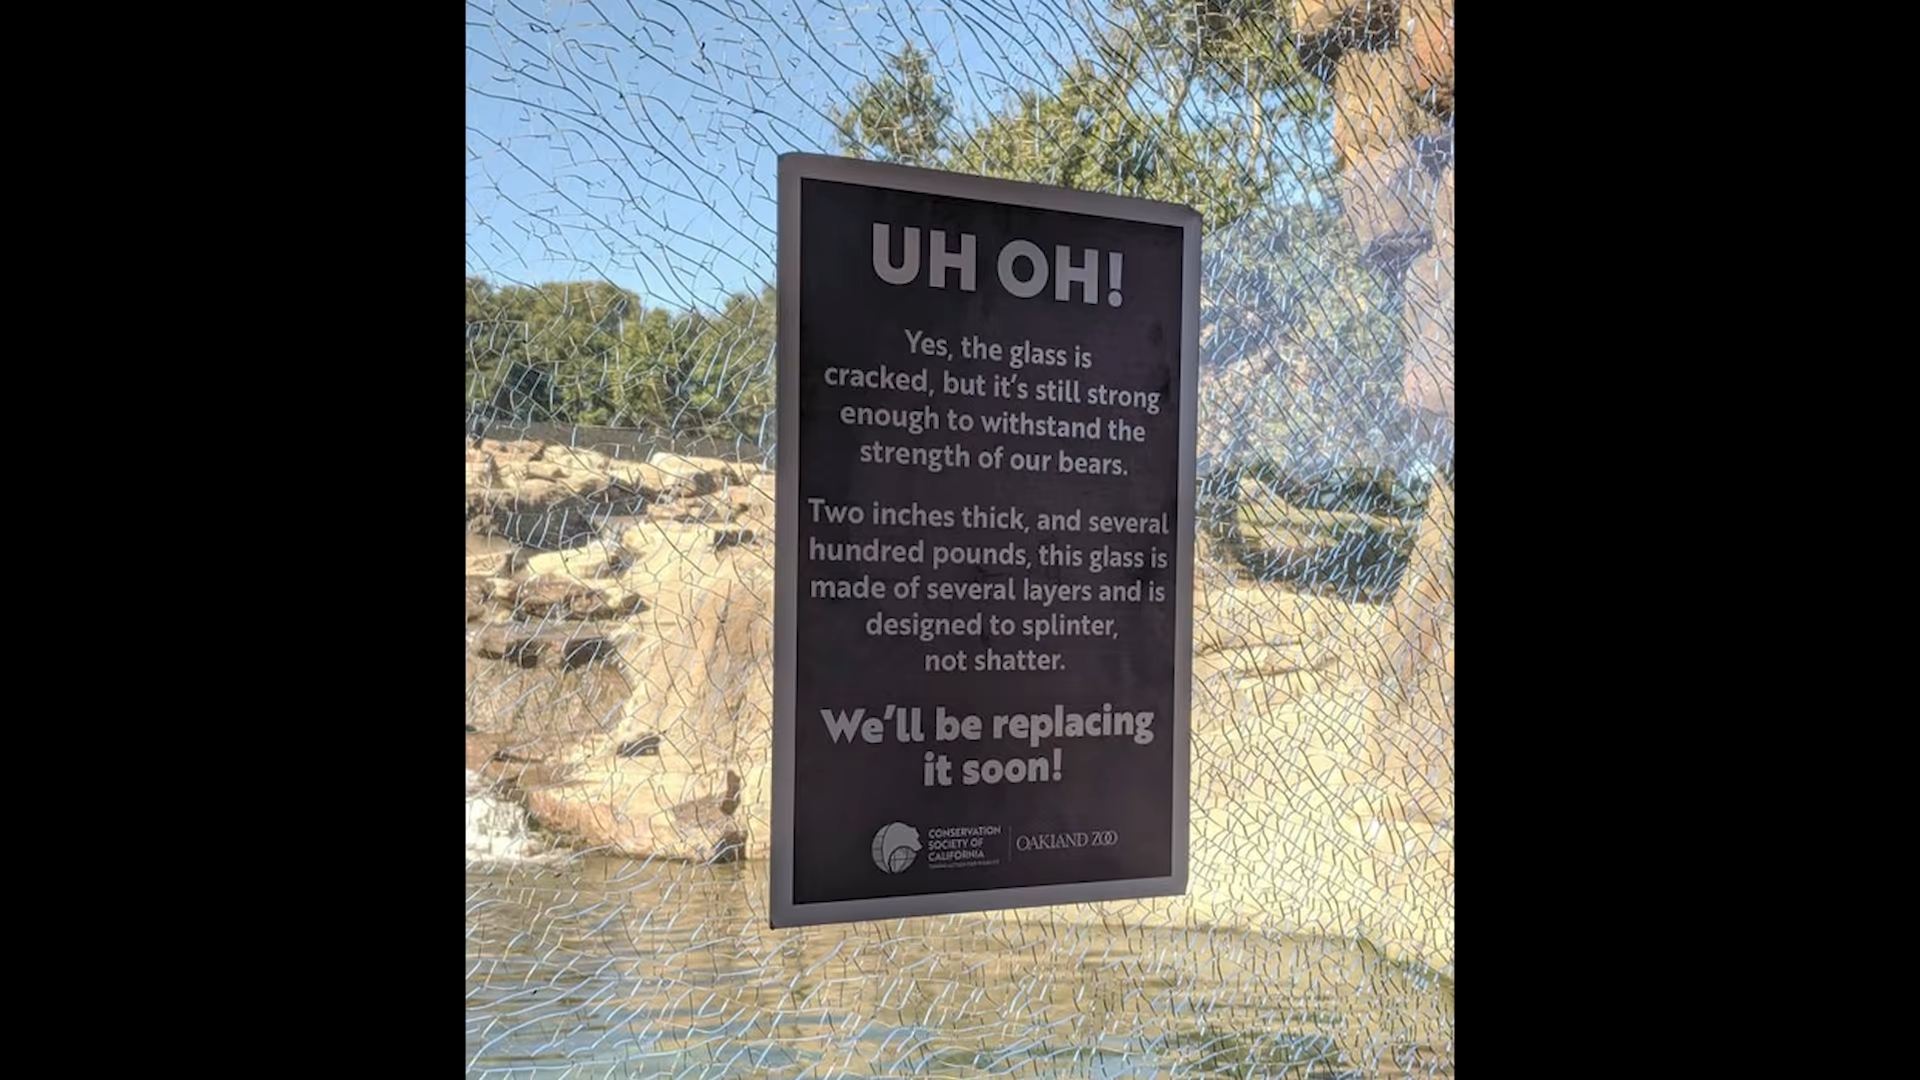 UH OH!
Yes, the glass is
cracked, but it's still strong
enough to withstand the
strength of our bears.
Two inches thick, and several
hundred pounds, this glass is
made of several layers and is
designed to splinter,
not shatter.
We'll be replacing
it soon!
CONSERVATION
SOCIETY OF
CALIFORNIA
OAKLAND ZOO